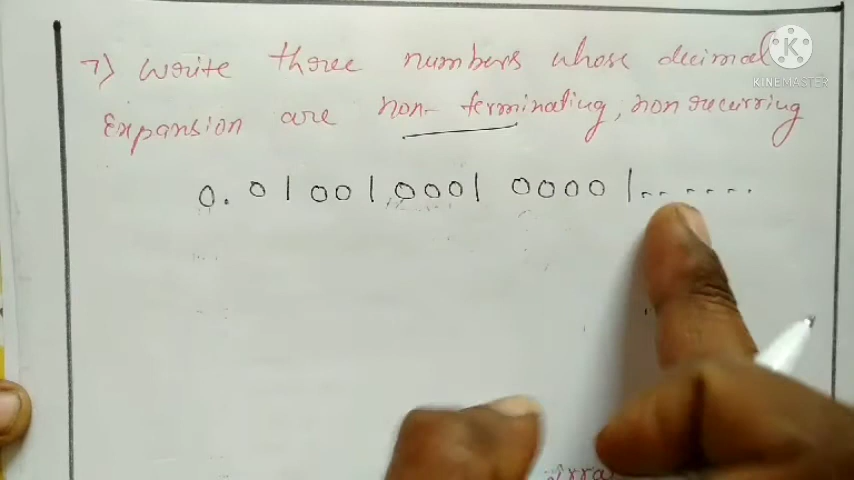 7) Write three numbers whose decimal
Expansion are non-terminating, non recurring
0.01001000100001.......
KINEMASTER